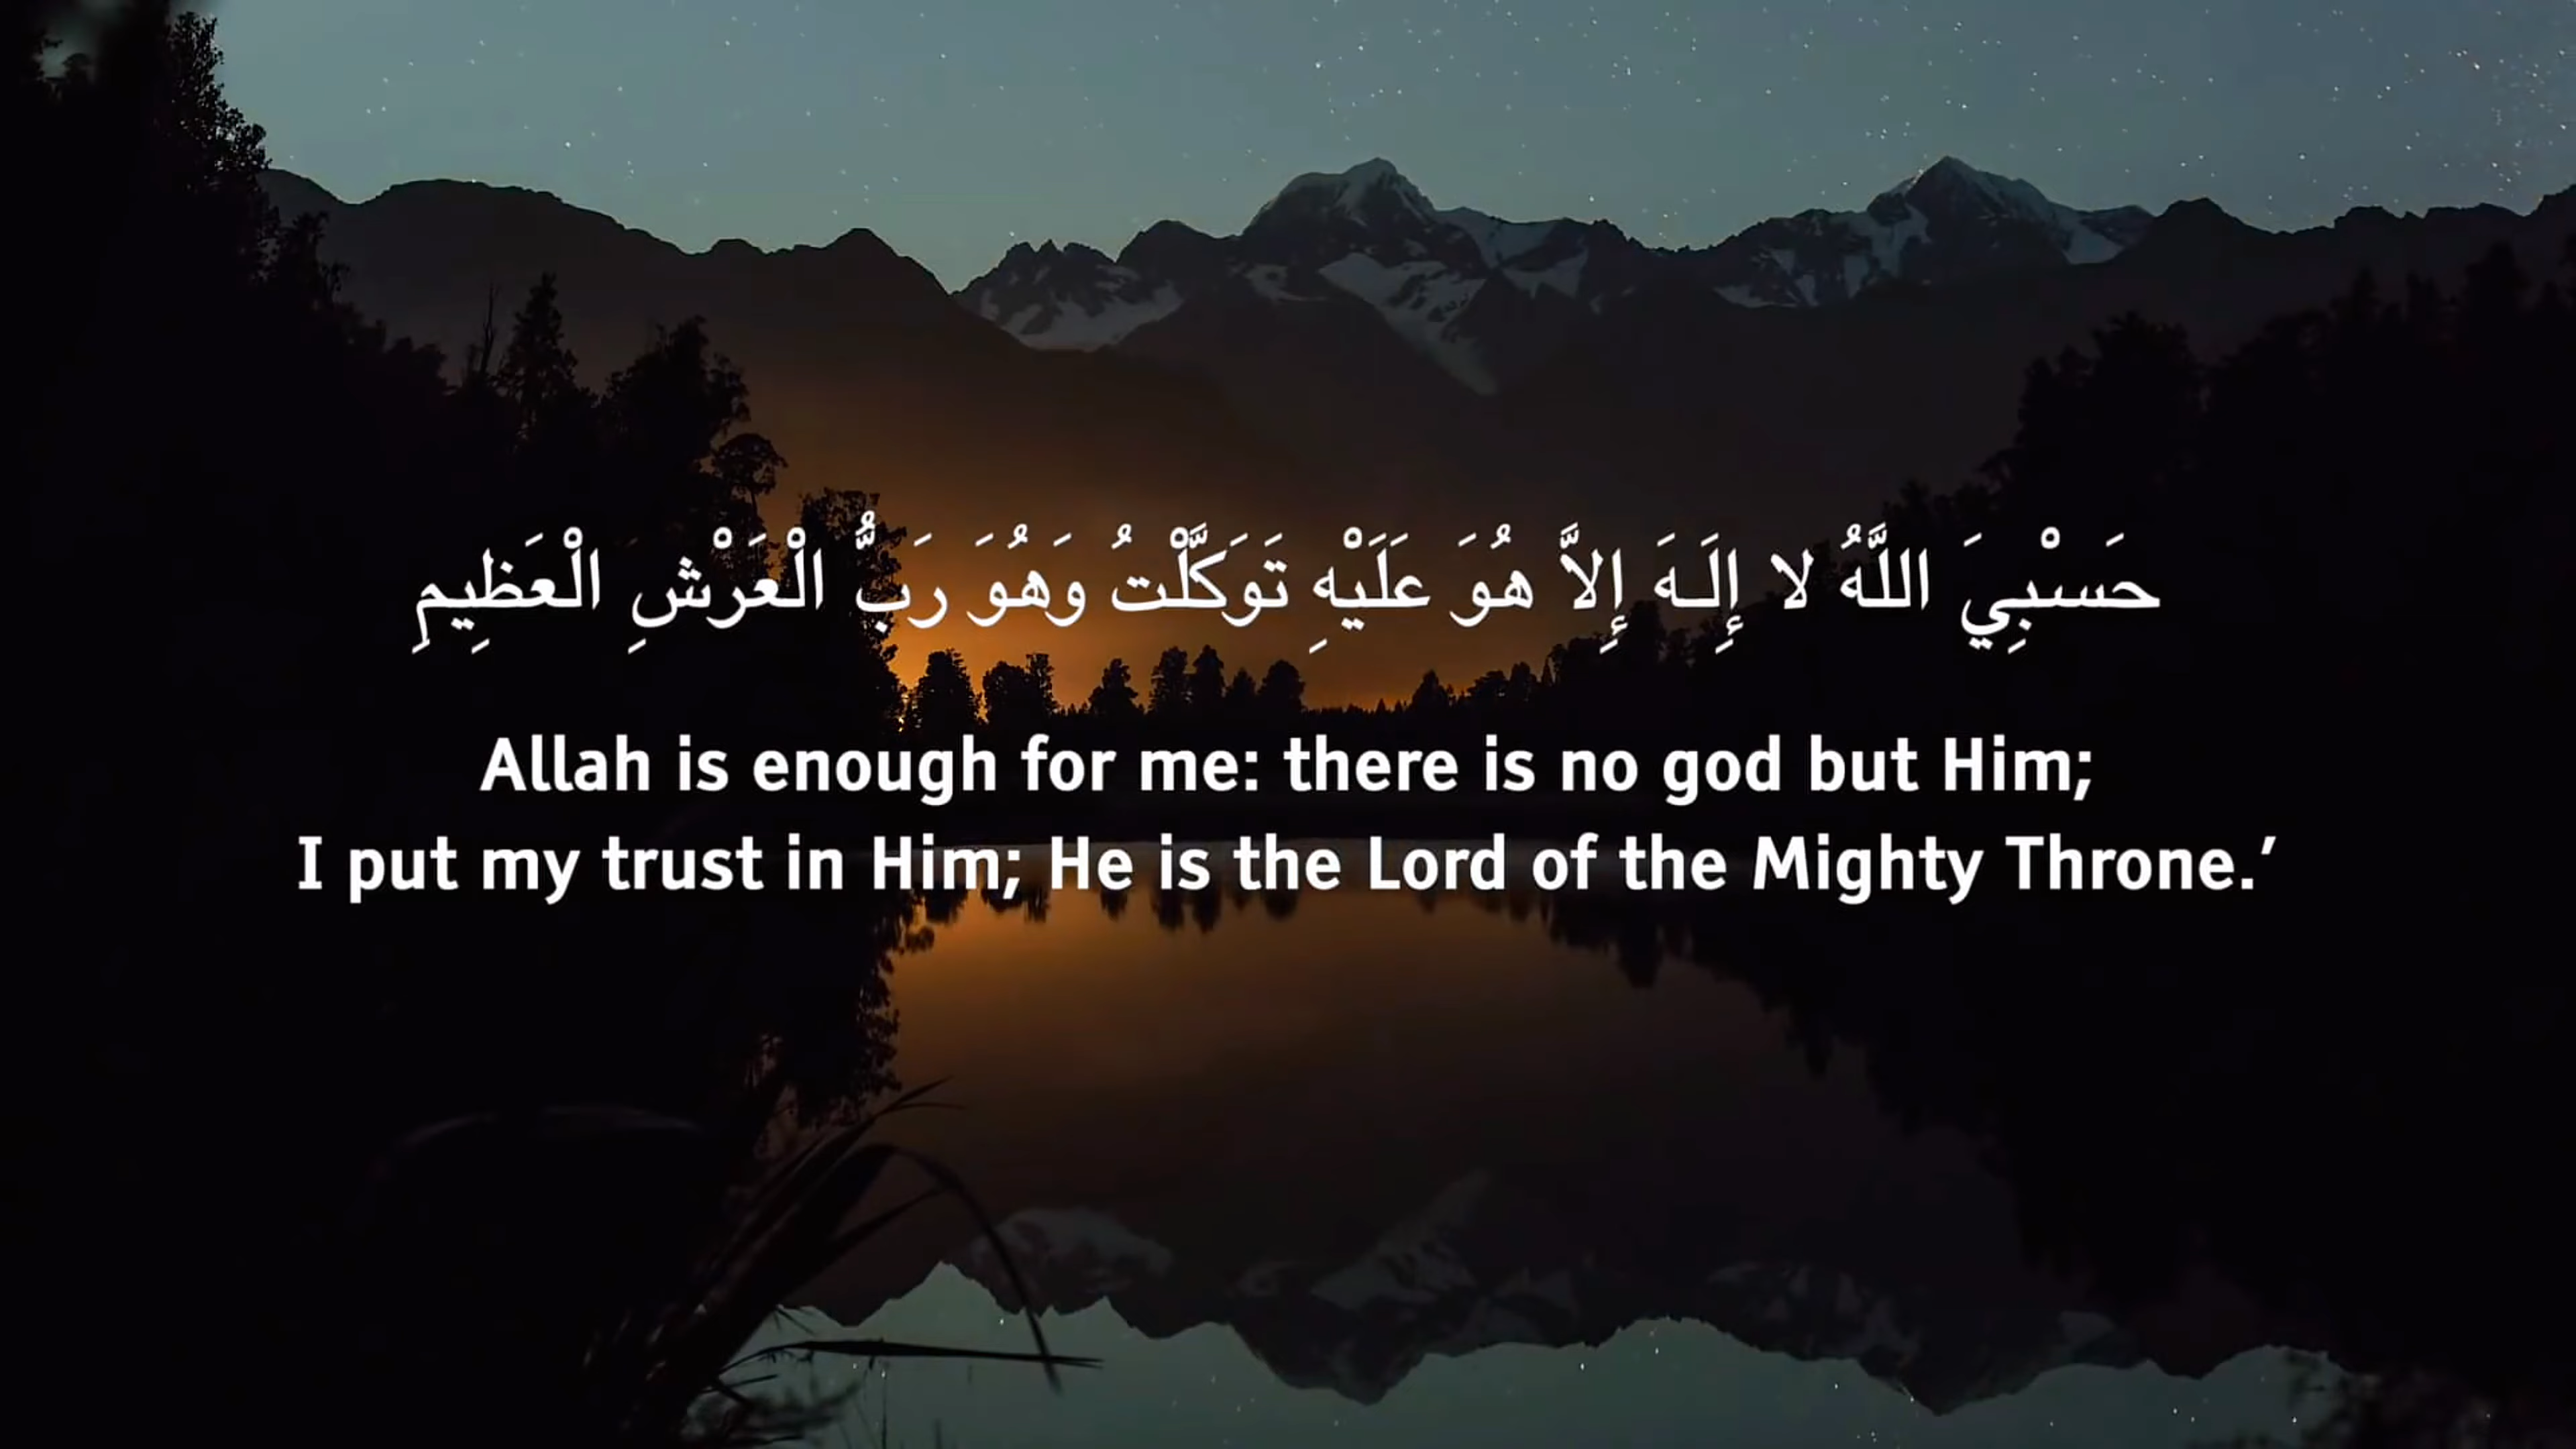 حَسْبِيَ اللَّهُ لا إِلَـهَ إِلاَّ هُوَ عَلَيْهِ تَوَكَّلْتُ وَهُوَ رَبُّ الْعَرْشِ الْعَظِيمِ
Allah is enough for me: there is no god but Him;
I put my trust in Him; He is the Lord of the Mighty Throne.’